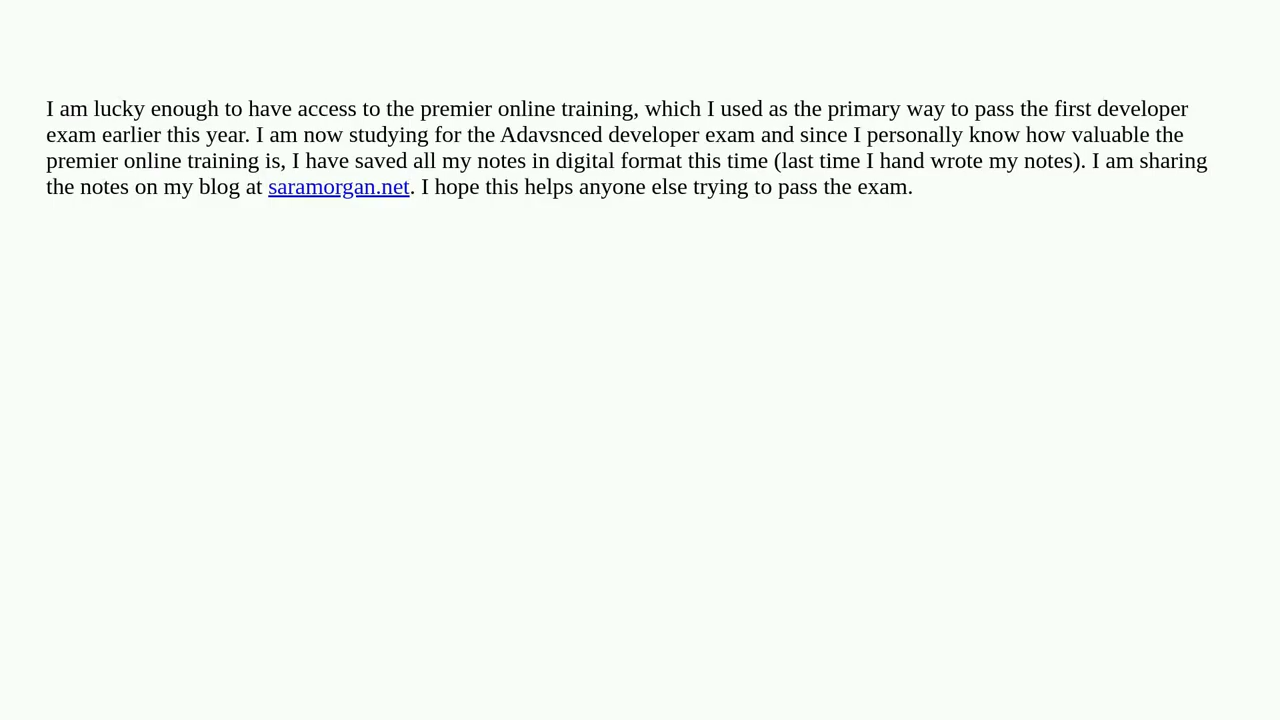 I am lucky enough to have access to the premier online training, which I used as the primary way to pass the first developer
exam earlier this year. I am now studying for the Adavsnced developer exam and since I personally know how valuable the
premier online training is, I have saved all my notes in digital format this time (last time I hand wrote my notes). I am sharing
the notes on my blog at saramorgan.net. I hope this helps anyone else trying to pass the exam.